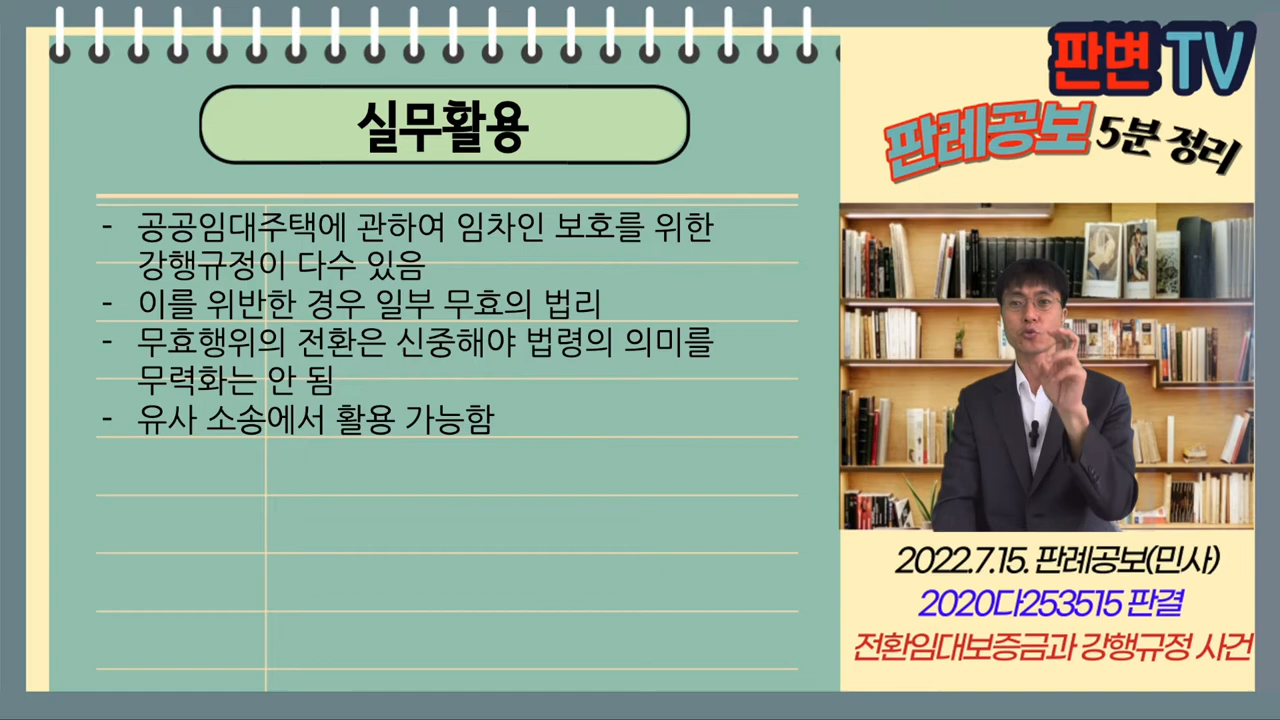 실무활용
- 공공임대주택에 관하여 임차인 보호를 위한
강행규정이 다수 있음
- 이를 위반한 경우 일부 무효의 법리
- 무효행위의 전환은 신중해야 법령의 의미를
무력화는 안 됨
- 유사 소송에서 활용 가능함
판변 TV
판례공보 5분 정리
2022.7.15. 판례공보(민사)
2020다253515 판결
전환임대보증금과 강행규정 사건